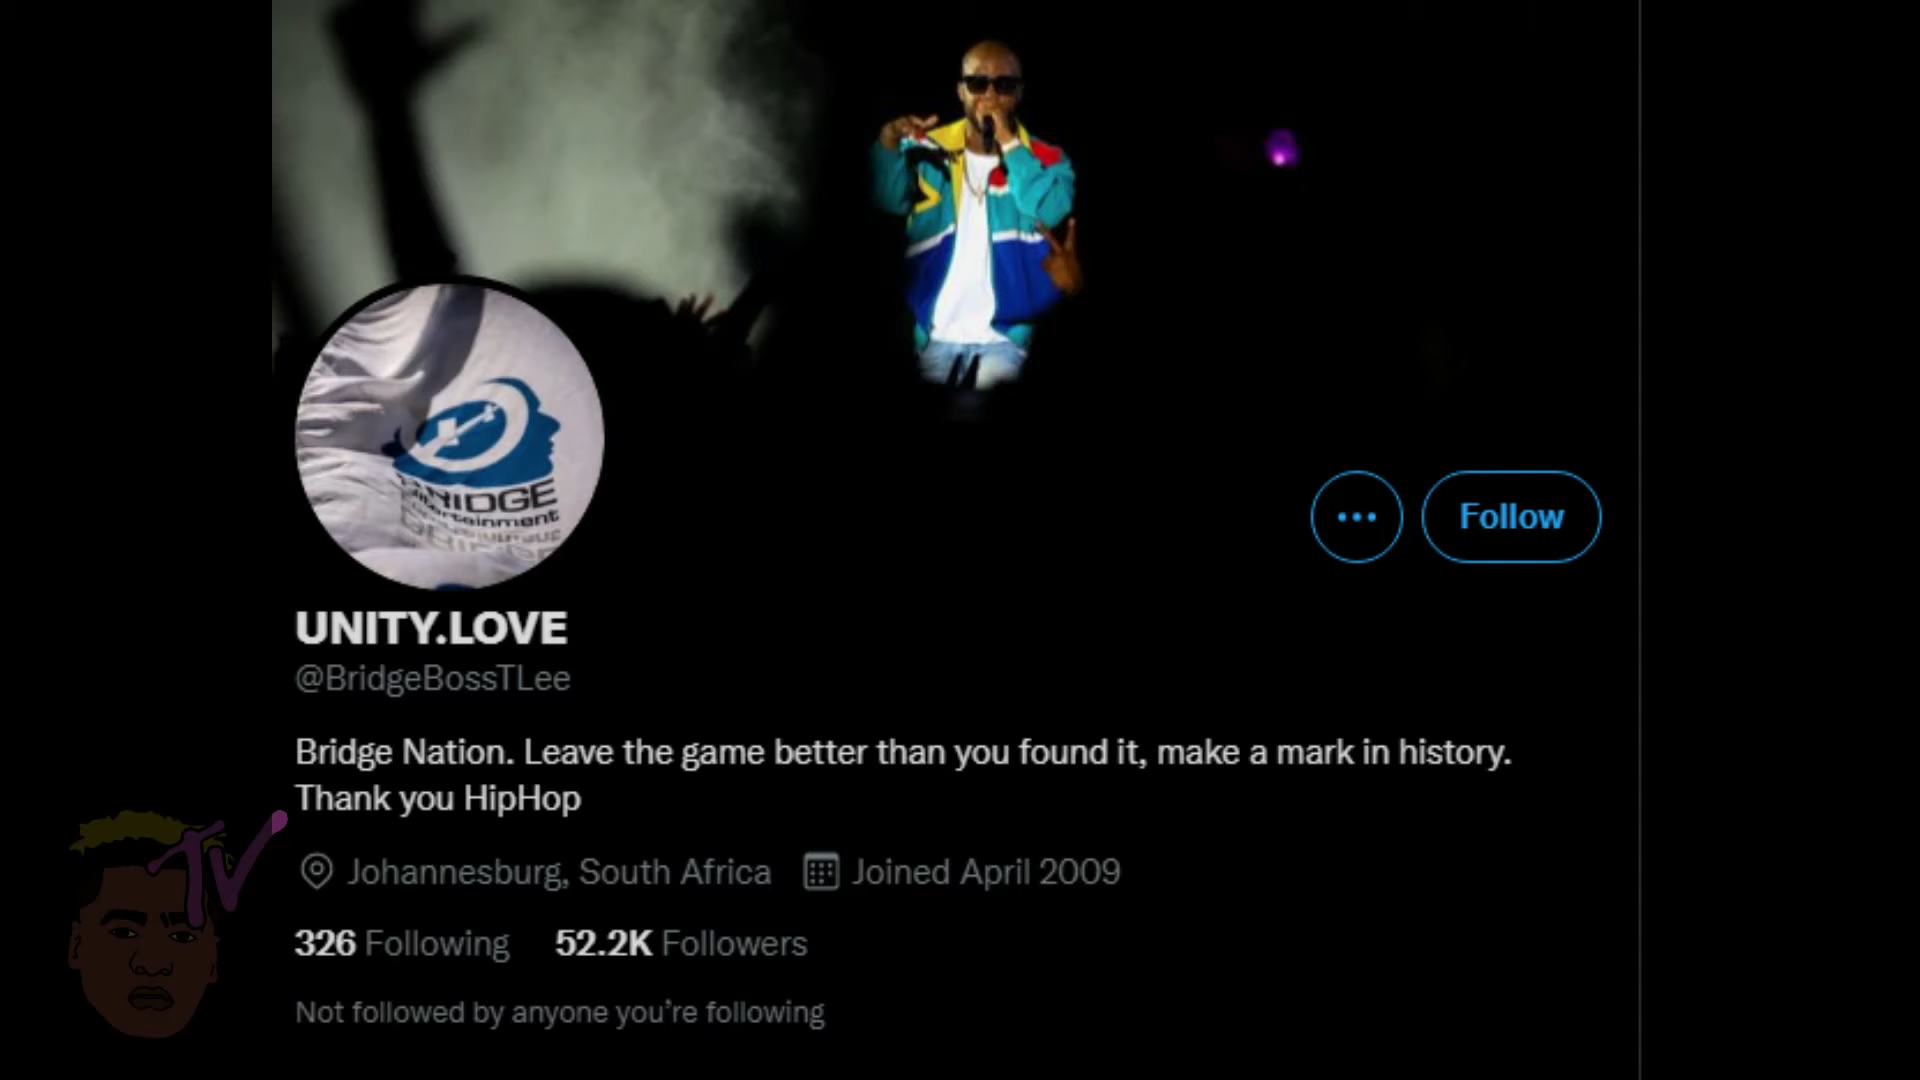 BRIDGE
Entertainment
UNITY.LOVE
@BridgeBossTLee
Follow
Bridge Nation. Leave the game better than you found it, make a mark in history.
Thank you HipHop
Johannesburg, South Africa Joined April 2009
326 Following 52.2K Followers
Not followed by anyone you're following
TV